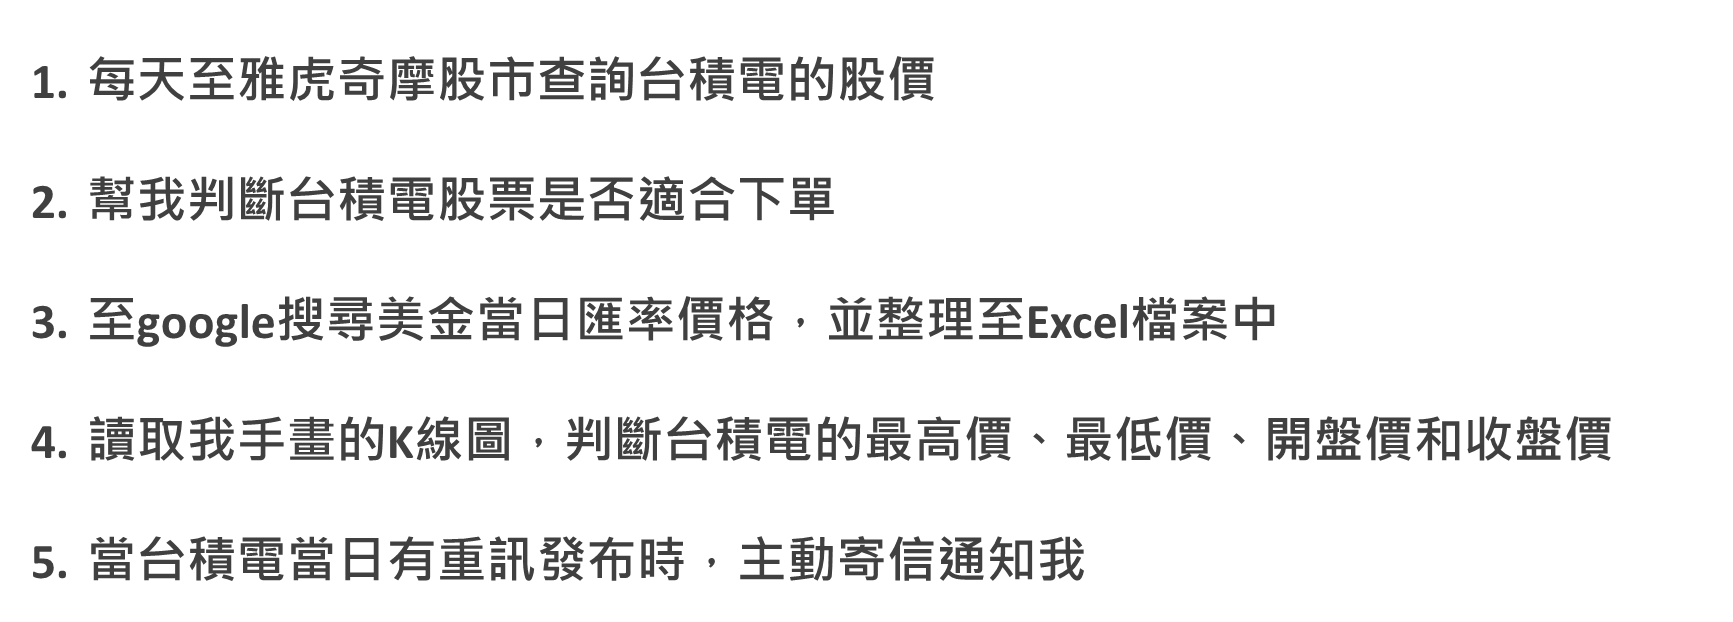 1. 每天至雅虎奇摩股市查詢台積電的股價
2. 幫我判斷台積電股票是否適合下單
3. 至google搜尋美金當日匯率價格，並整理至Excel檔案中
4. 讀取我手畫的K線圖，判斷台積電的最高價、最低價、開盤價和收盤價
5. 當台積電當日有重訊發布時，主動寄信通知我